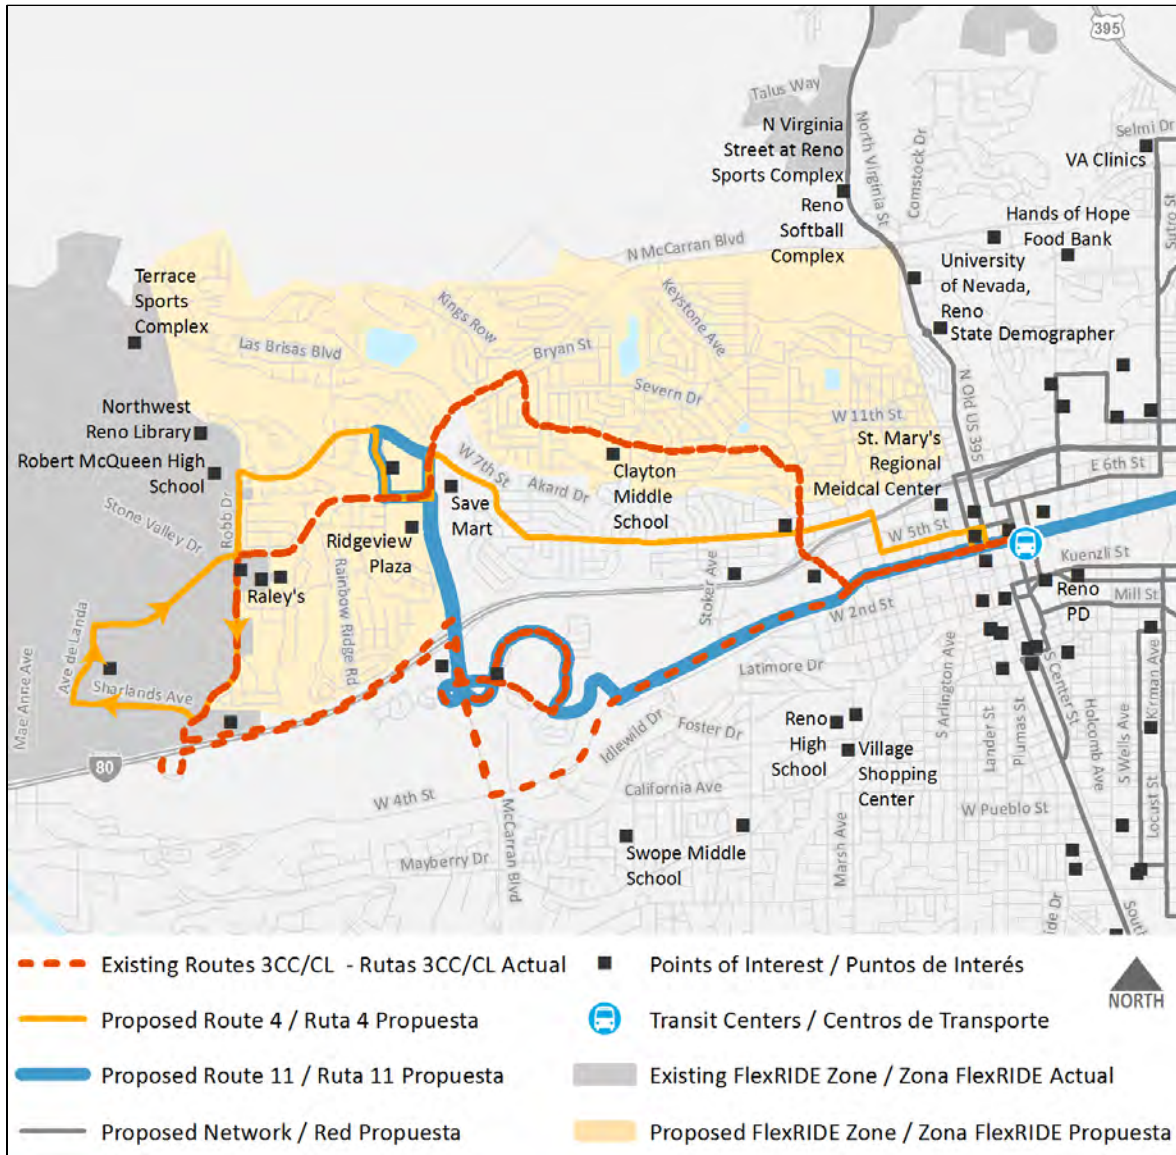 395
Talus Way
N Virginia
Street at Reno
Sports Complex
North Virginia St
Comstock Dr
Selmi Dr
VA Clinics
Reno
Softball
Complex
Hands of Hope
Food Bank
Sutro St
N McCarran Blvd
University
of Nevada,
Reno
State Demographer
Terrace
Sports
Complex
Kings Row
Keystone Ave
Las Brisas Blvd
Bryan St
Severn Dr
N Old US 395
Northwest
Reno Library
W 11th St
St. Mary's
Regional
Meidcal Center
Robert McQueen High
School
W 7th St
Akard Dr
Clayton
Middle
School
E 6th St
Stone Valley Dr
Robb Dr
Save
Mart
W 5th St
Ridgeview
Plaza
Kuenzli St
Raley's
Rainbow Ridge Rd
Stoker Ave
W 2nd St
Reno
PD
Mill St
Mae Anne Ave
Ave de Landa
Sharlands Ave
Latimore Dr
S Arlington Ave
Lander St
Plumas St
S Center St
Holcomb Ave
S Wells Ave
Kirman Ave
Idlewild Dr
Foster Dr
Reno
High
School
Village
Shopping
Center
80
W 4th St
McCarran Blvd
California Ave
W Pueblo St
Locust St
Mayberry Dr
Swope Middle
School
Marsh Ave
ide Dr
South
Existing Routes 3CC/CL - Rutas 3CC/CL Actual
Points of Interest / Puntos de Interés
NORTH
Proposed Route 4 / Ruta 4 Propuesta
Transit Centers / Centros de Transporte
Proposed Route 11 / Ruta 11 Propuesta
Existing FlexRIDE Zone / Zona FlexRIDE Actual
Proposed Network / Red Propuesta
Proposed FlexRIDE Zone / Zona FlexRIDE Propuesta